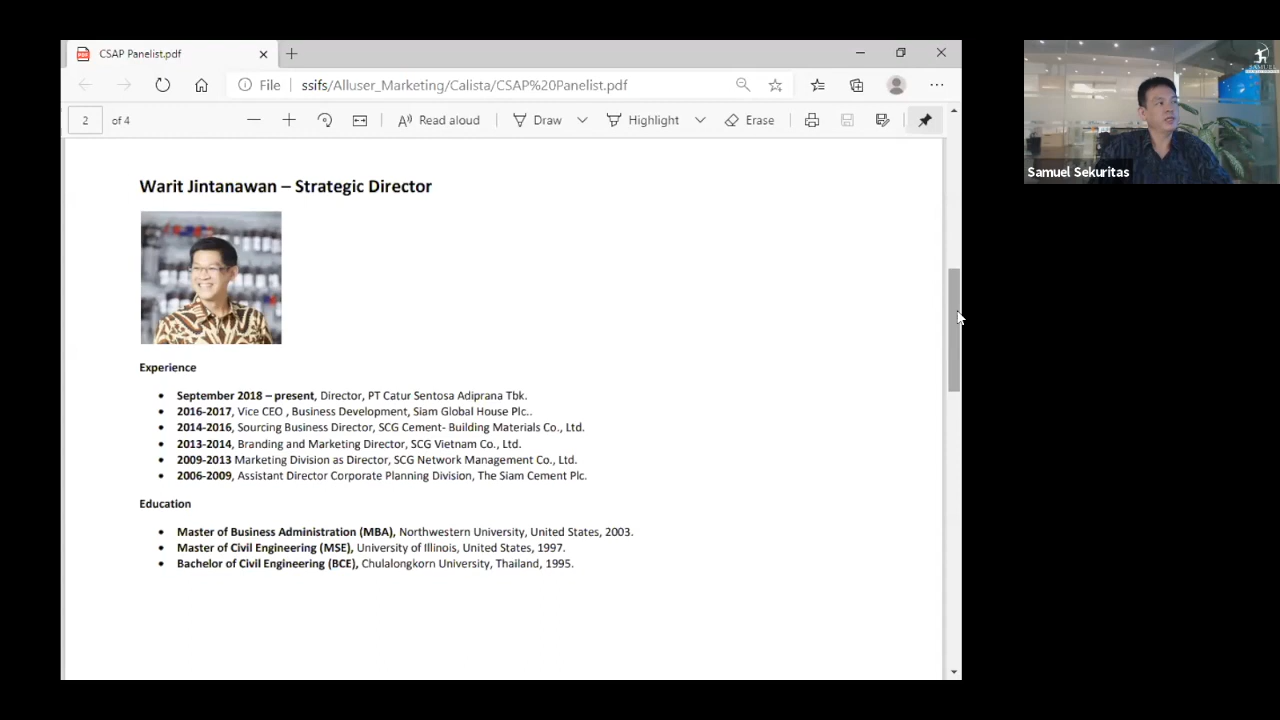 CSAP Panelist.pdf
File ssifs/Alluser_Marketing/Calista/CSAP%20Panelist.pdf
2 of 4
Read aloud
Draw
Highlight
Erase
Warit Jintanawan – Strategic Director
Experience
• September 2018 – present, Director, PT Catur Sentosa Adiprana Tbk.
• 2016-2017, Vice CEO , Business Development, Siam Global House Plc..
• 2014-2016, Sourcing Business Director, SCG Cement- Building Materials Co., Ltd.
• 2013-2014, Branding and Marketing Director, SCG Vietnam Co., Ltd.
• 2009-2013 Marketing Division as Director, SCG Network Management Co., Ltd.
• 2006-2009, Assistant Director Corporate Planning Division, The Siam Cement Plc.
Education
• Master of Business Administration (MBA), Northwestern University, United States, 2003.
• Master of Civil Engineering (MSE), University of Illinois, United States, 1997.
• Bachelor of Civil Engineering (BCE), Chulalongkorn University, Thailand, 1995.
SAMUEL
Samuel Sekuritas